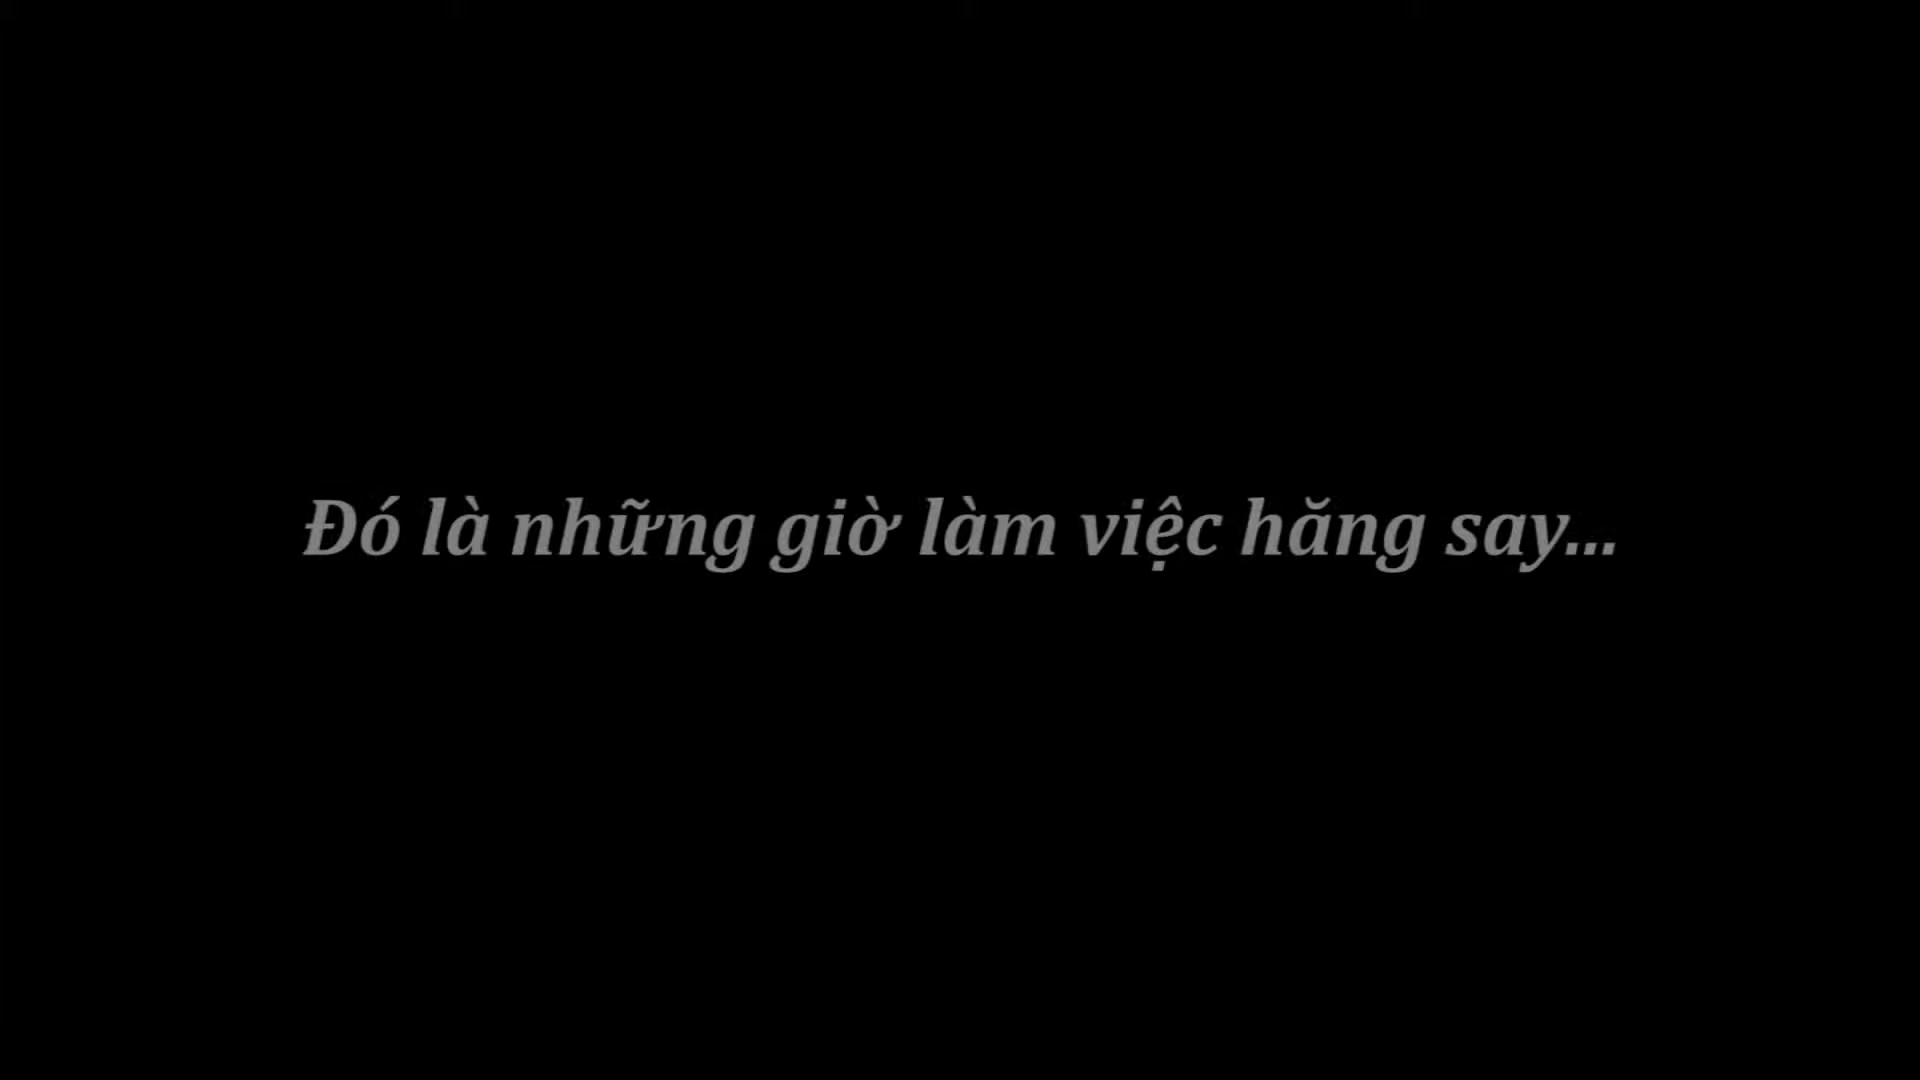 Đó là những giờ làm việc hăng say...